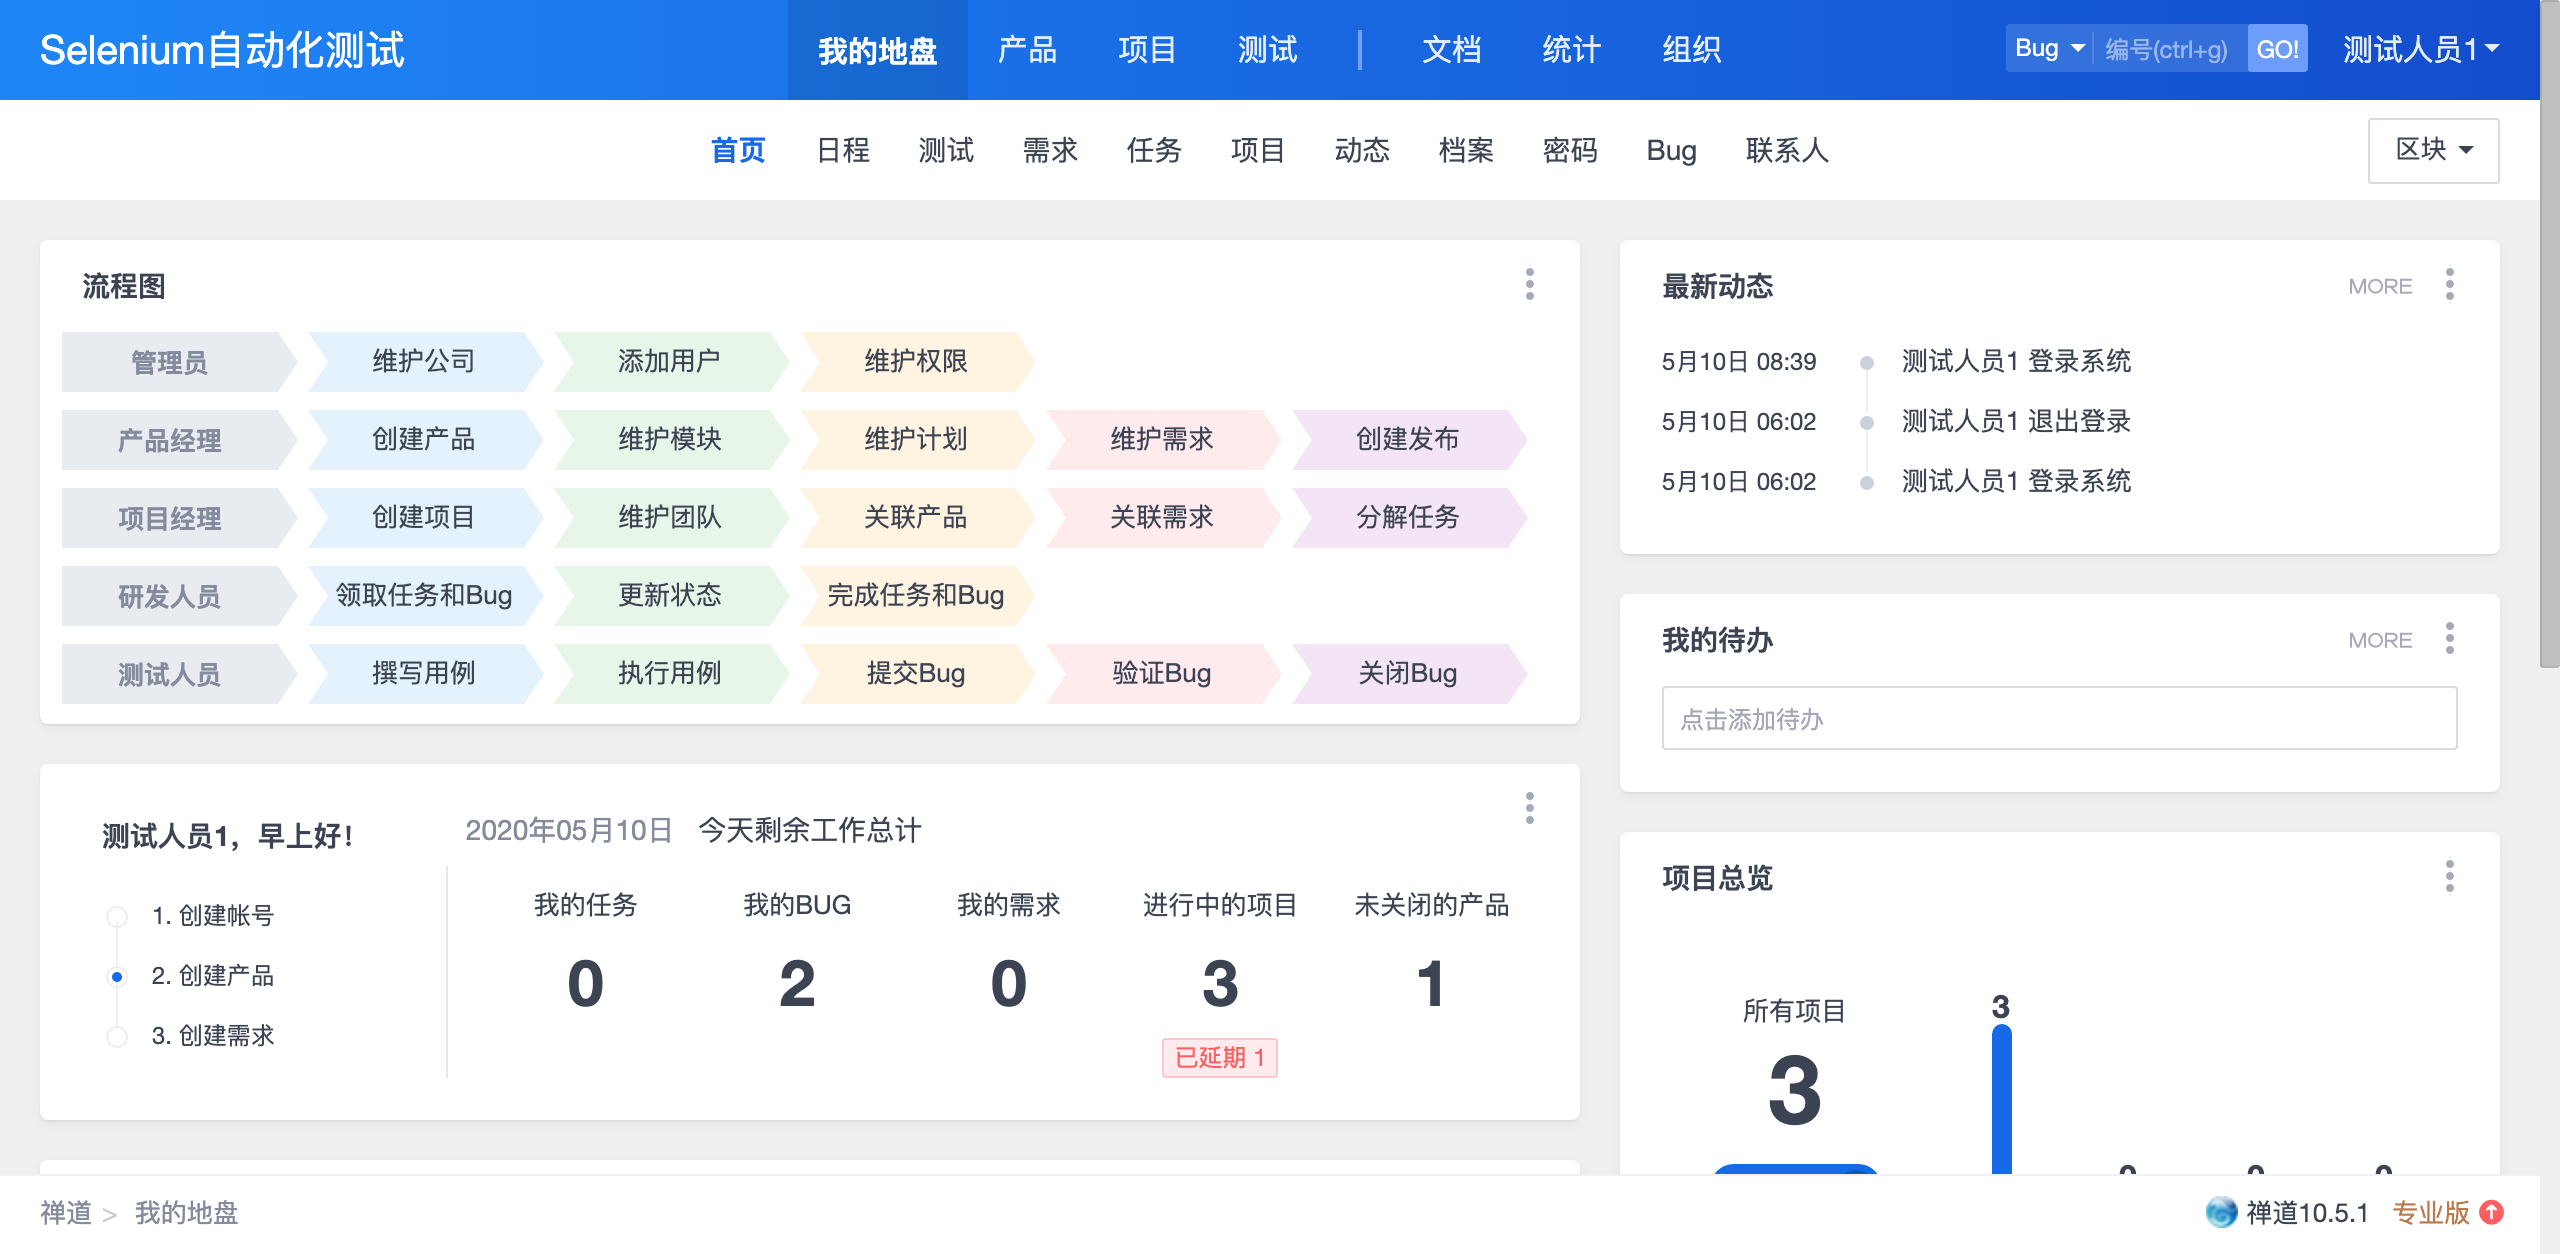 Selenium自动化测试
我的地盘 产品 项目 测试 | 文档 统计 组织
Bug 编号(ctrl+g) GO! 测试人员1
首页 日程 测试 需求 任务 项目 动态 档案 密码 Bug 联系人
区块
流程图
管理员 维护公司 添加用户 维护权限
产品经理 创建产品 维护模块 维护计划 维护需求 创建发布
项目经理 创建项目 维护团队 关联产品 关联需求 分解任务
研发人员 领取任务和Bug 更新状态 完成任务和Bug
测试人员 撰写用例 执行用例 提交Bug 验证Bug 关闭Bug
最新动态 MORE
5月10日 08:39 测试人员1 登录系统
5月10日 06:02 测试人员1 退出登录
5月10日 06:02 测试人员1 登录系统
我的待办 MORE
点击添加待办
测试人员1，早上好！
1. 创建帐号
2. 创建产品
3. 创建需求
2020年05月10日 今天剩余工作总计
我的任务 我的BUG 我的需求 进行中的项目 未关闭的产品
0 2 0 3 1
已延期 1
项目总览
所有项目
3
3
禅道 > 我的地盘
禅道10.5.1 专业版